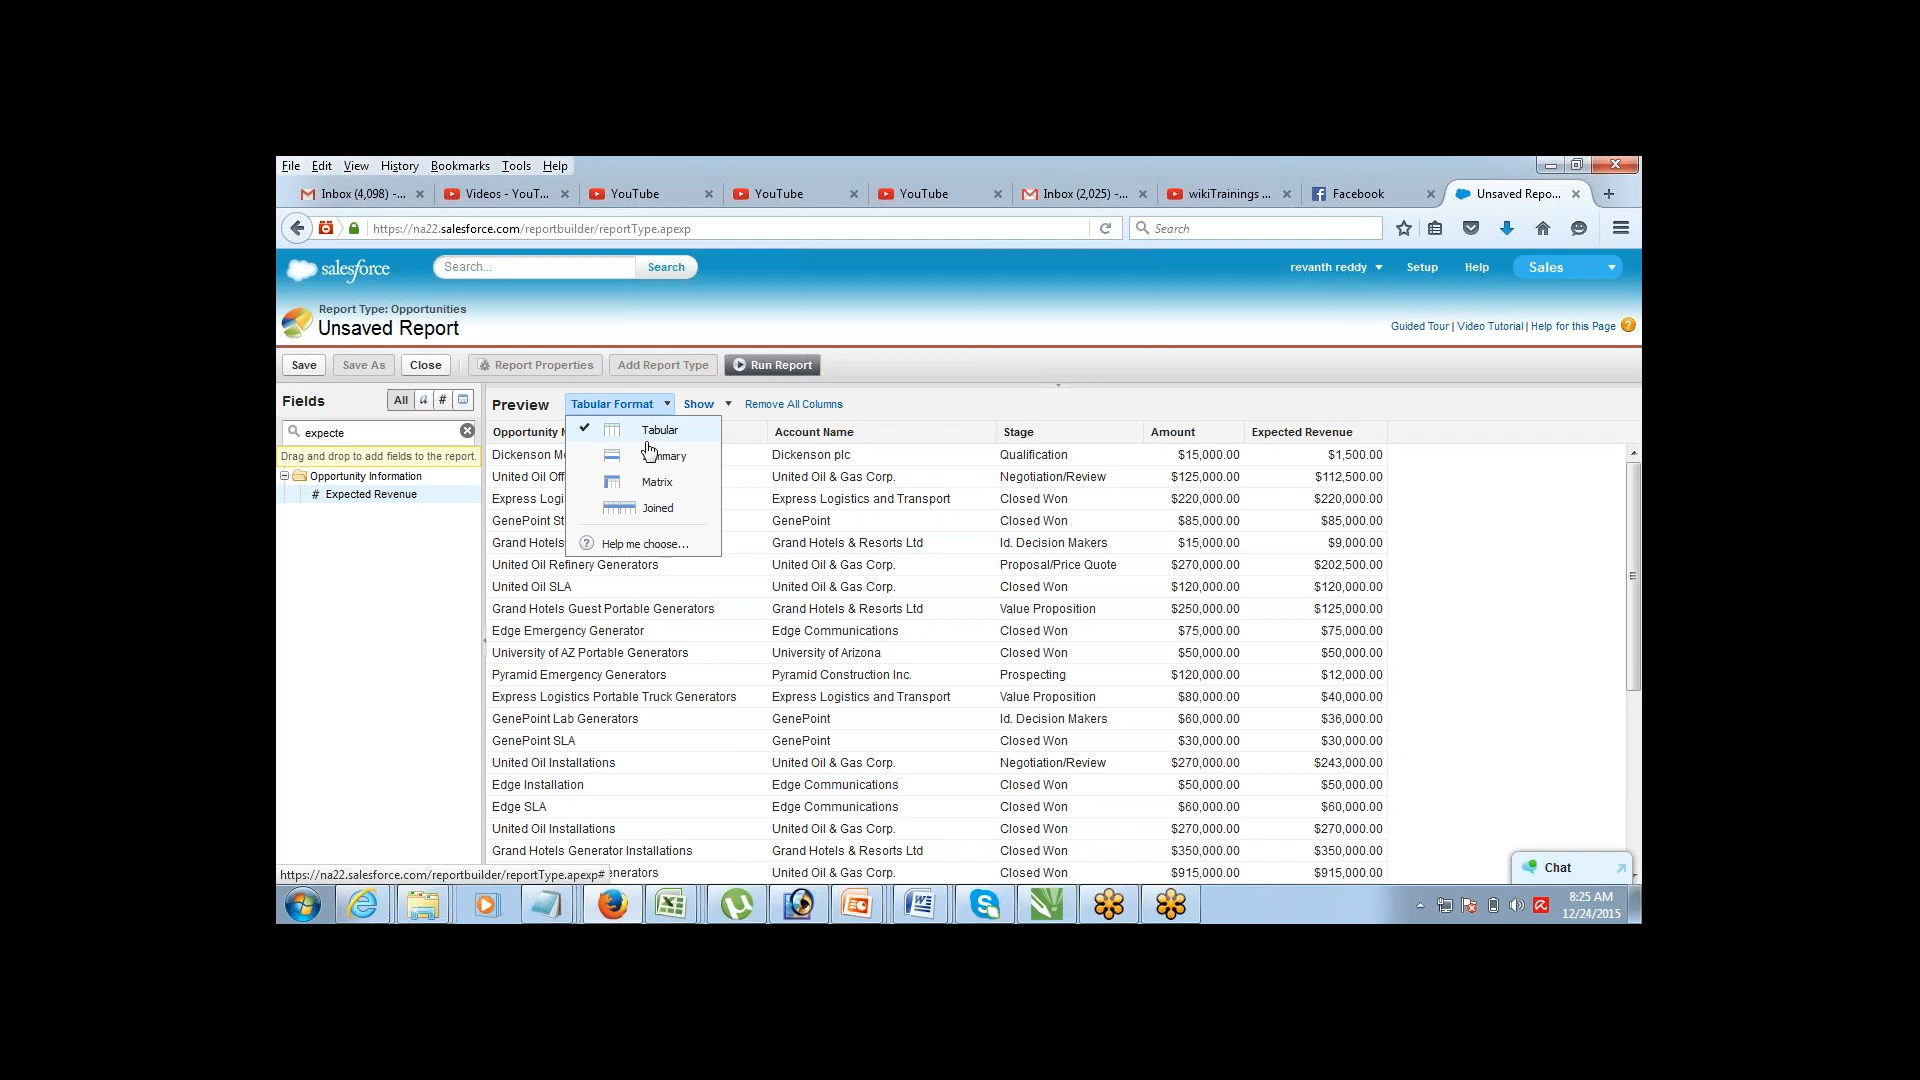 File Edit View History Bookmarks Tools Help
Inbox (4,098) -... Videos - YouT... YouTube YouTube YouTube Inbox (2,025) -... wikiTrainings ... Facebook Unsaved Repo...
https://na22.salesforce.com/reportbuilder/reportType.apexp Search
salesforce Search... Search revanth reddy Setup Help Sales
Report Type: Opportunities
Unsaved Report Guided Tour | Video Tutorial | Help for this Page ?
Save Save As Close Report Properties Add Report Type Run Report
Fields All a # Preview Tabular Format Show Remove All Columns
expecte
Drag and drop to add fields to the report.
Opportunity Information
# Expected Revenue
Tabular
Matrix
Joined
? Help me choose...
Opportunity Account Name Stage Amount Expected Revenue
Dickenson Dickenson plc Qualification $15,000.00 $1,500.00
United Oil United Oil & Gas Corp. Negotiation/Review $125,000.00 $112,500.00
Express Express Logistics and Transport Closed Won $220,000.00 $220,000.00
GenePoint GenePoint Closed Won $85,000.00 $85,000.00
Grand Hotels Grand Hotels & Resorts Ltd Id. Decision Makers $15,000.00 $9,000.00
United Oil Refinery Generators United Oil & Gas Corp. Proposal/Price Quote $270,000.00 $202,500.00
United Oil SLA United Oil & Gas Corp. Closed Won $120,000.00 $120,000.00
Grand Hotels Guest Portable Generators Grand Hotels & Resorts Ltd Value Proposition $250,000.00 $125,000.00
Edge Emergency Generator Edge Communications Closed Won $75,000.00 $75,000.00
University of AZ Portable Generators University of Arizona Closed Won $50,000.00 $50,000.00
Pyramid Emergency Generators Pyramid Construction Inc. Prospecting $120,000.00 $12,000.00
Express Logistics Portable Truck Generators Express Logistics and Transport Value Proposition $80,000.00 $40,000.00
GenePoint Lab Generators GenePoint Id. Decision Makers $60,000.00 $36,000.00
GenePoint SLA GenePoint Closed Won $30,000.00 $30,000.00
United Oil Installations United Oil & Gas Corp. Negotiation/Review $270,000.00 $243,000.00
Edge Installation Edge Communications Closed Won $50,000.00 $50,000.00
Edge SLA Edge Communications Closed Won $60,000.00 $60,000.00
United Oil Installations United Oil & Gas Corp. Closed Won $270,000.00 $270,000.00
Grand Hotels Generator Installations Grand Hotels & Resorts Ltd Closed Won $350,000.00 $350,000.00
United Oil & Gas Corp. Closed Won $915,000.00 $915,000.00
Chat
https://na22.salesforce.com/reportbuilder/reportType.apexp#
8:25 AM
12/24/2015